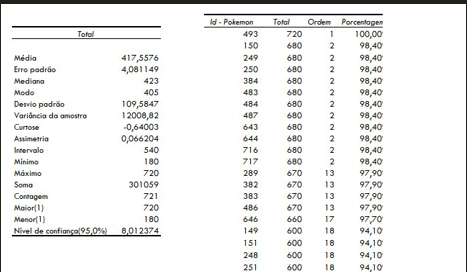 Total
Média 417,5576
Erro padrão 4,081149
Mediana 423
Modo 405
Desvio padrão 109,5847
Variância da amostra 12008,82
Curtose -0,64003
Assimetria 0,066204
Intervalo 540
Mínimo 180
Máximo 720
Soma 301059
Contagem 721
Maior(1) 720
Menor(1) 180
Nível de confiança(95,0%) 8,012374
Id - Pokemon Total Ordem Porcentagen
493 720 1 100,00
150 680 2 98,40
249 680 2 98,40
250 680 2 98,40
384 680 2 98,40
483 680 2 98,40
484 680 2 98,40
487 680 2 98,40
643 680 2 98,40
644 680 2 98,40
716 680 2 98,40
717 680 2 98,40
289 670 13 97,90
382 670 13 97,90
383 670 13 97,90
486 670 13 97,90
646 660 17 97,70
149 600 18 94,10
151 600 18 94,10
248 600 18 94,10
251 600 18 94,10